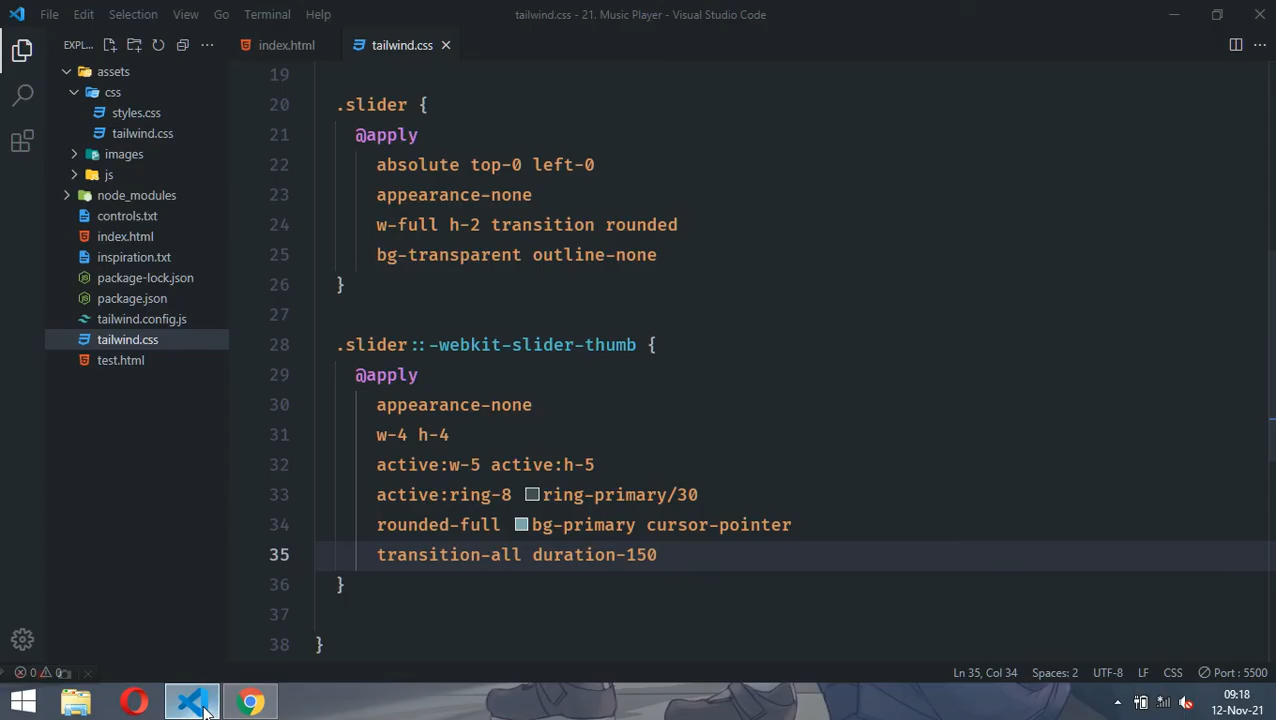 File Edit Selection View Go Terminal Help
tailwind.css - 21. Music Player - Visual Studio Code
EXPL...
index.html
tailwind.css
assets
css
styles.css
tailwind.css
images
js
node_modules
controls.txt
index.html
inspiration.txt
package-lock.json
package.json
tailwind.config.js
tailwind.css
test.html
19
20 .slider {
21 @apply
22 absolute top-0 left-0
23 appearance-none
24 w-full h-2 transition rounded
25 bg-transparent outline-none
26 }
27
28 .slider::-webkit-slider-thumb {
29 @apply
30 appearance-none
31 w-4 h-4
32 active:w-5 active:h-5
33 active:ring-8 ring-primary/30
34 rounded-full bg-primary cursor-pointer
35 transition-all duration-150
36 }
37
38 }
0 0
Ln 35, Col 34 Spaces: 2 UTF-8 LF CSS Port : 5500
09:18
12-Nov-21